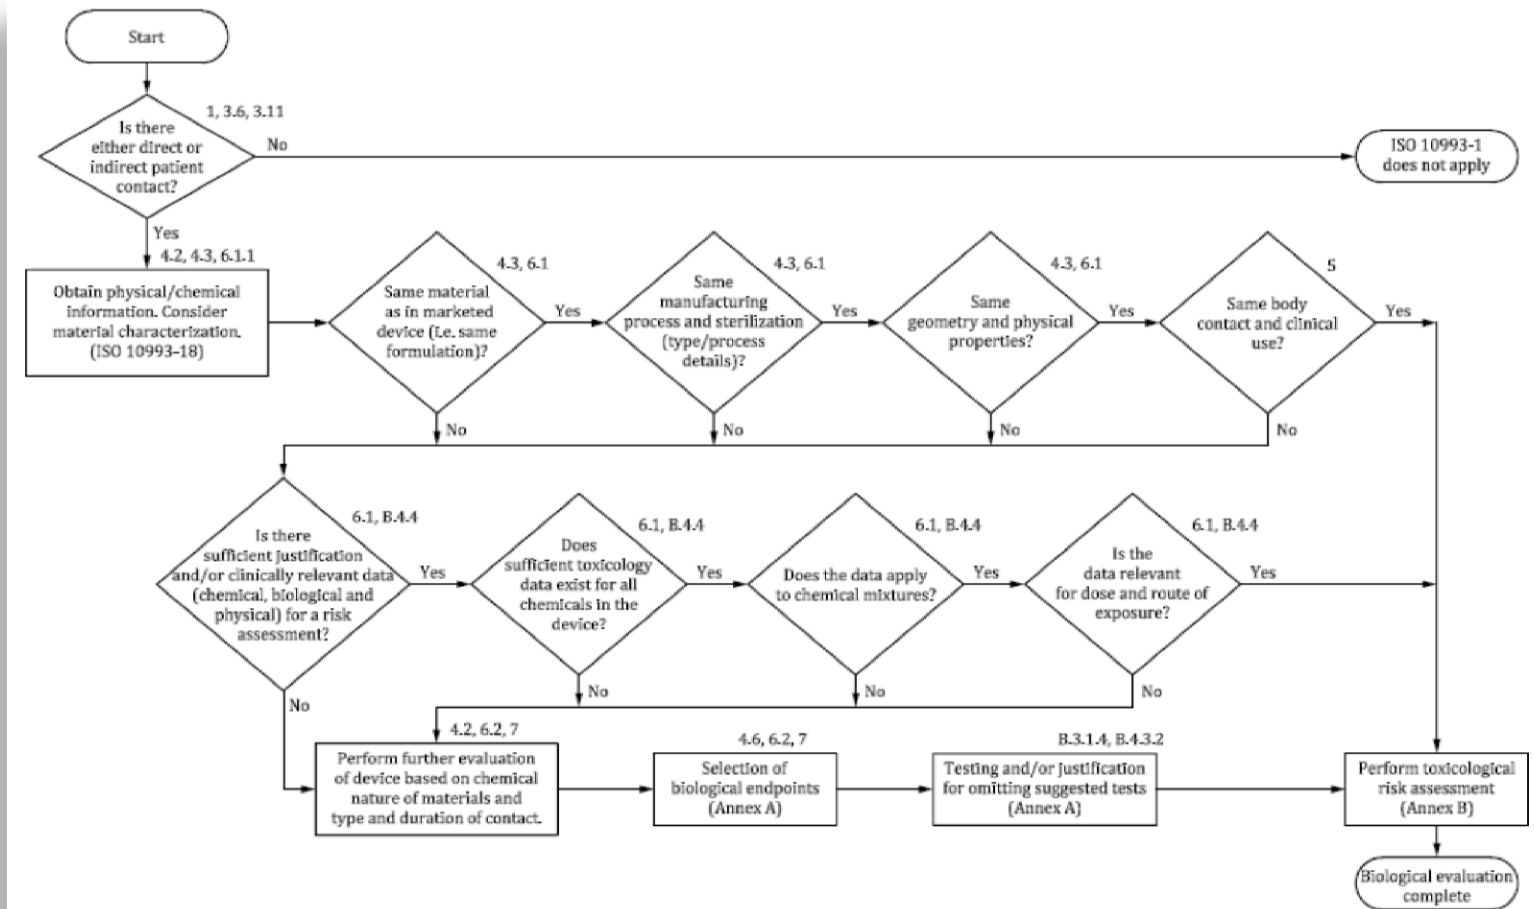 Start
1, 3.6, 3.11
Is there
either direct or
indirect patient
contact?
No
ISO 10993-1
does not apply
Yes
4.2, 4.3, 6.1.1
Obtain physical/chemical
information. Consider
material characterization.
(ISO 10993-18)
4.3, 6.1
Same material
as in marketed
device (i.e. same
formulation)?
Yes
No
4.3, 6.1
Same
manufacturing
process and sterilization
(type/process
details)?
Yes
No
4.3, 6.1
Same
geometry and physical
properties?
Yes
No
5
Same body
contact and clinical
use?
Yes
No
6.1, B.4.4
Is there
sufficient justification
and/or clinically relevant data
(chemical, biological and
physical) for a risk
assessment?
Yes
No
6.1, B.4.4
Does
sufficient toxicology
data exist for all
chemicals in the
device?
Yes
No
6.1, B.4.4
Does the data apply
to chemical mixtures?
Yes
No
6.1, B.4.4
Is the
data relevant
for dose and route of
exposure?
Yes
No
4.2, 6.2, 7
Perform further evaluation
of device based on chemical
nature of materials and
type and duration of contact.
4.6, 6.2, 7
Selection of
biological endpoints
(Annex A)
B.3.1.4, B.4.3.2
Testing and/or justification
for omitting suggested tests
(Annex A)
Perform toxicological
risk assessment
(Annex B)
Biological evaluation
complete